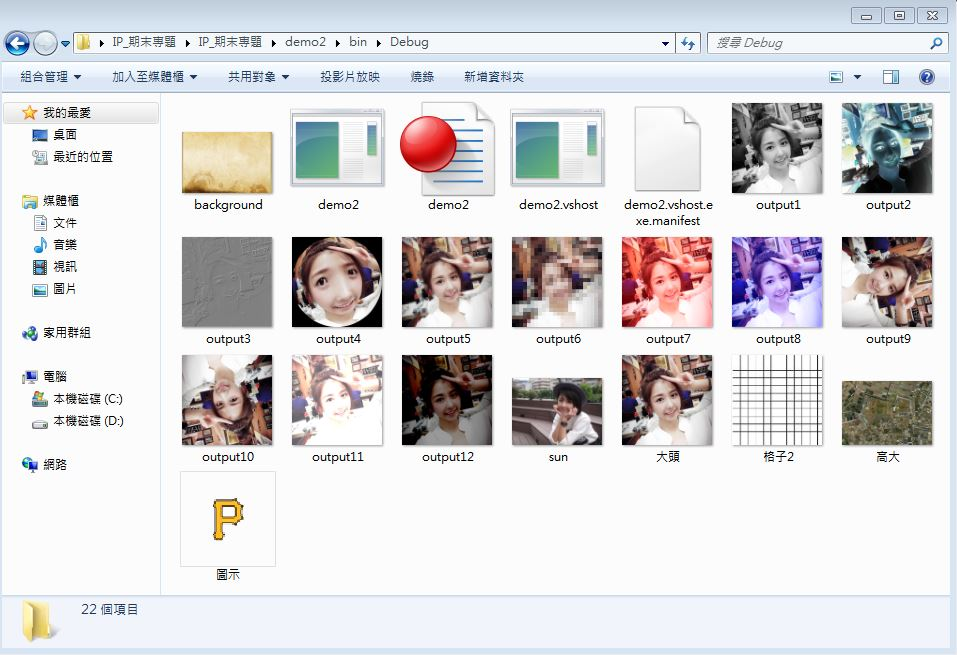 IP_期末專題 IP_期末專題 demo2 bin Debug 搜尋 Debug
組合管理 加入至媒體櫃 共用對象 投影片放映 燒錄 新增資料夾
我的最愛
桌面
最近的位置
媒體櫃
文件
音樂
視訊
圖片
家用群組
電腦
本機磁碟 (C:)
本機磁碟 (D:)
網路
background demo2 demo2 demo2.vshost demo2.vshost.e output1 output2
xe.manifest
output3 output4 output5 output6 output7 output8 output9
output10 output11 output12 sun 大頭 格子2 高大
P
圖示
22 個項目